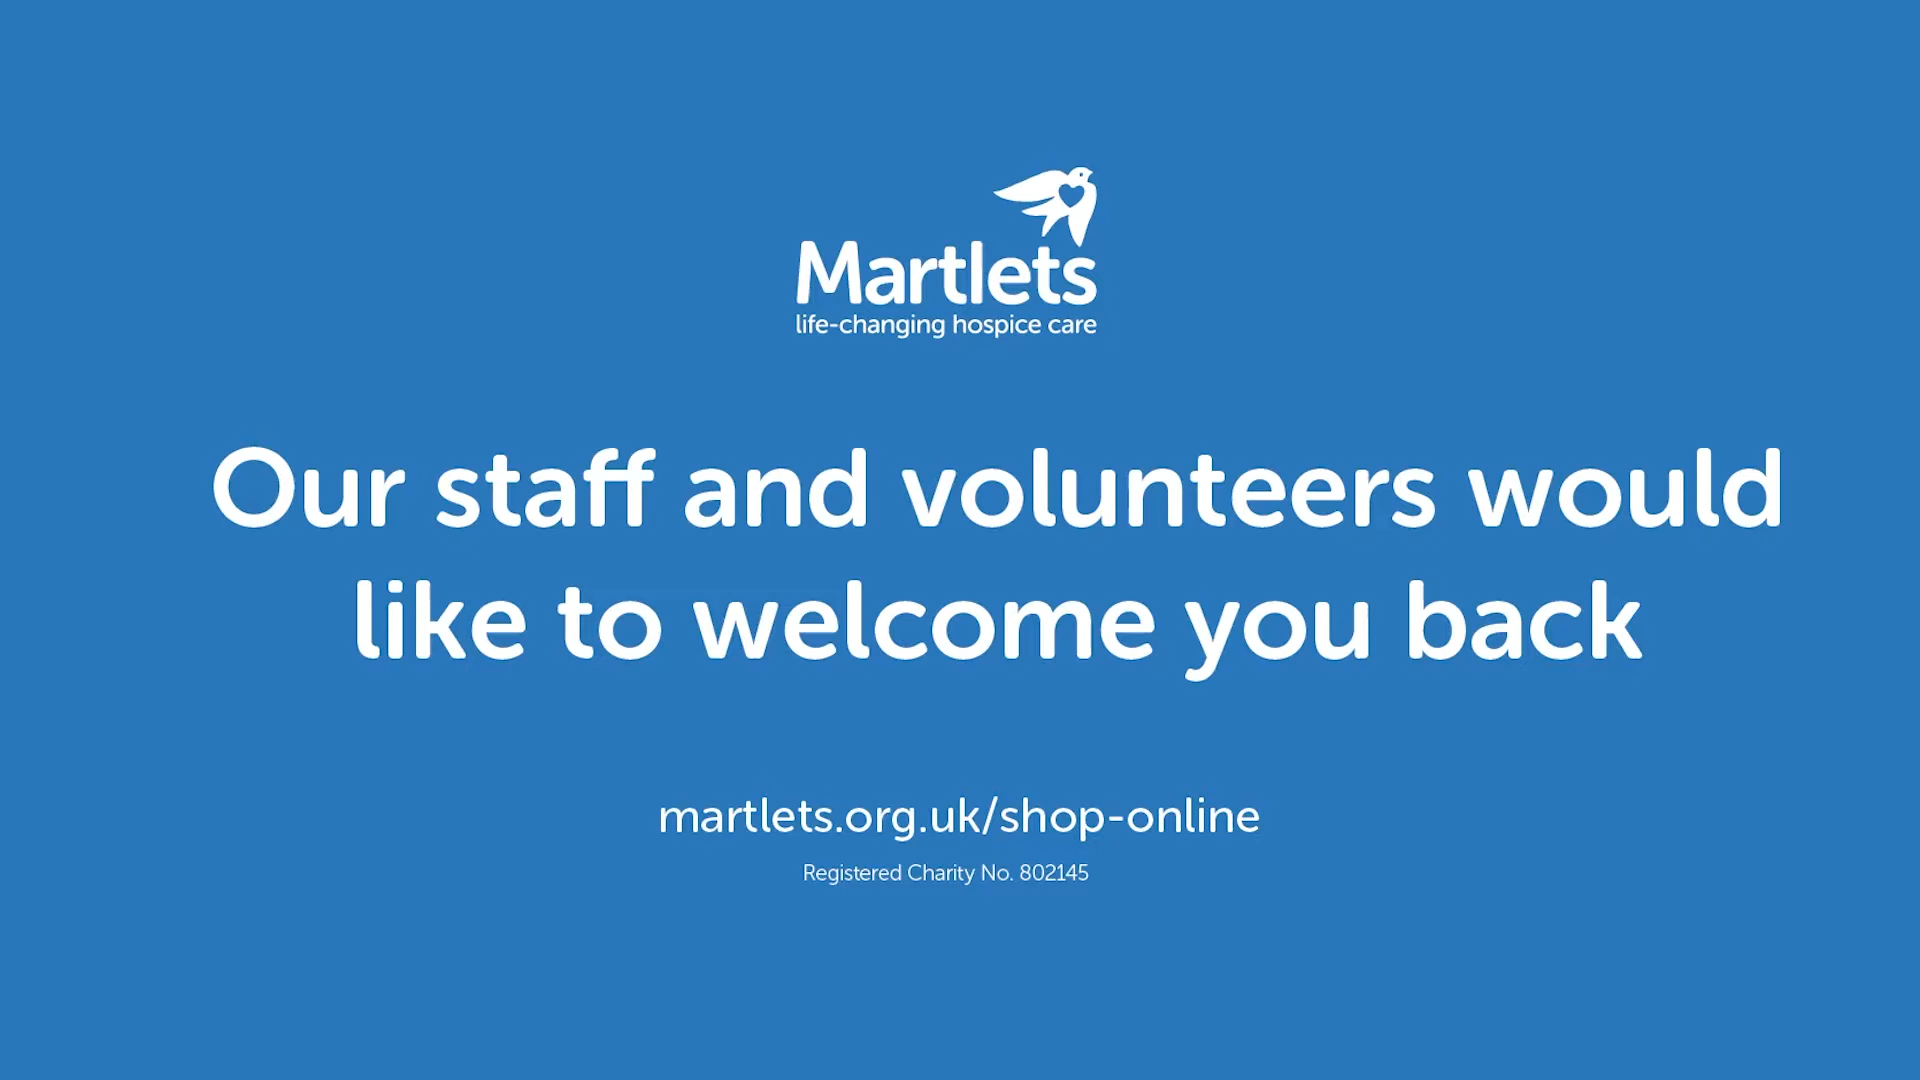 Martlets
life-changing hospice care
Our staff and volunteers would
like to welcome you back
martlets.org.uk/shop-online
Registered Charity No. 802145